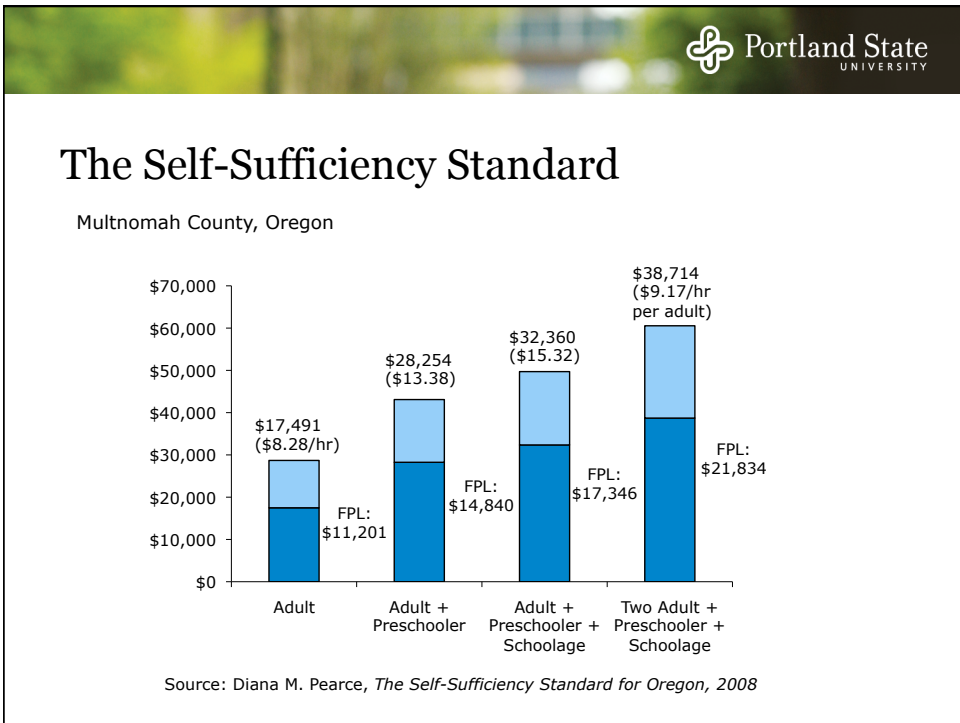 Portland State
UNIVERSITY
The Self-Sufficiency Standard
Multnomah County, Oregon
$70,000
$60,000
$50,000
$40,000
$30,000
$20,000
$10,000
$0
$17,491
($8.28/hr)
FPL:
$11,201
$28,254
($13.38)
FPL:
$14,840
$32,360
($15.32)
FPL:
$17,346
$38,714
($9.17/hr
per adult)
FPL:
$21,834
Adult
Adult +
Preschooler
Adult +
Preschooler +
Schoolage
Two Adult +
Preschooler +
Schoolage
Source: Diana M. Pearce, The Self-Sufficiency Standard for Oregon, 2008